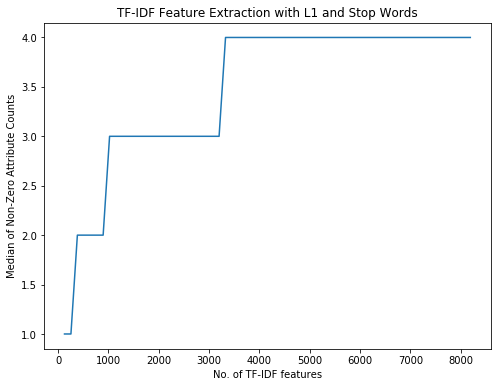 TF-IDF Feature Extraction with L1 and Stop Words
Median of Non-Zero Attribute Counts
4.0
3.5
3.0
2.5
2.0
1.5
1.0
0 1000 2000 3000 4000 5000 6000 7000 8000
No. of TF-IDF features